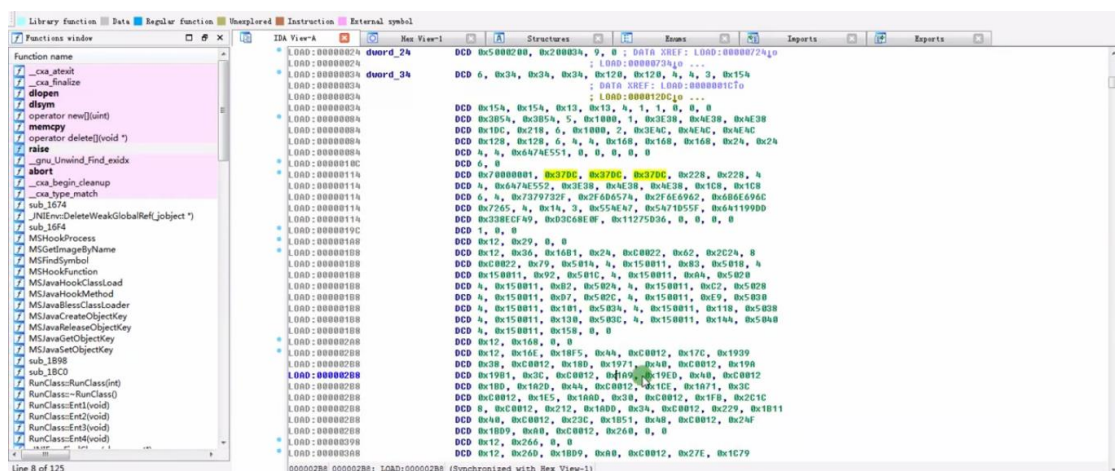 Library function Data Regular function Unexplored Instruction External symbol
Functions window
IDA View-A Hex View-1 Structures Enums Imports Exports
Function name
__cxa_atexit
__cxa_finalize
dlopen
dlsym
operator new[](uint)
memcpy
operator delete[](void *)
raise
__gnu_Unwind_Find_exidx
abort
__cxa_begin_cleanup
__cxa_type_match
sub_1674
_JNIEnv::DeleteWeakGlobalRef(_jobject *)
sub_16F4
MSHookProcess
MSGetImageByName
MSFindSymbol
MSHookFunction
MSJavaHookClassLoad
MSJavaHookMethod
MSJavaBlessClassLoader
MSJavaCreateObjectKey
MSJavaReleaseObjectKey
MSJavaGetObjectKey
MSJavaSetObjectKey
sub_1B98
sub_1BC0
RunClass::RunClass(int)
RunClass::~RunClass()
RunClass::Ent1(void)
RunClass::Ent2(void)
RunClass::Ent3(void)
RunClass::Ent4(void)
Line 8 of 125
LOAD:00000024 dword_24 DCD 0x5000200, 0x200034, 9, 0 ; DATA XREF: LOAD:00000724↓o
LOAD:00000024 ; LOAD:00000734↓o ...
LOAD:00000034 dword_34 DCD 6, 0x34, 0x34, 0x34, 0x120, 0x120, 4, 4, 3, 0x154
LOAD:00000034 ; DATA XREF: LOAD:0000001C↑o
LOAD:00000034 ; LOAD:000012DC↓o ...
LOAD:00000034 DCD 0x154, 0x154, 0x13, 0x13, 4, 1, 1, 0, 0, 0
LOAD:00000084 DCD 0x3B54, 0x3B54, 5, 0x1000, 1, 0x3E38, 0x4E38, 0x4E38
LOAD:00000084 DCD 0x1DC, 0x218, 6, 0x1000, 2, 0x3E4C, 0x4E4C, 0x4E4C
LOAD:00000084 DCD 0x128, 0x128, 6, 4, 4, 0x168, 0x168, 0x168, 0x24, 0x24
LOAD:00000084 DCD 4, 4, 0x6474E551, 0, 0, 0, 0, 0
LOAD:0000010C DCD 6, 0
LOAD:00000114 DCD 0x70000001, 0x37DC, 0x37DC, 0x37DC, 0x228, 0x228, 4
LOAD:00000114 DCD 4, 0x6474E552, 0x3E38, 0x4E38, 0x4E38, 0x1C8, 0x1C8
LOAD:00000114 DCD 6, 4, 0x7379732F, 0x2F6D6574, 0x2F6E6962, 0x6B6E696C
LOAD:00000114 DCD 0x7265, 4, 0x14, 3, 0x554E47, 0x5471D55F, 0x641199DD
LOAD:00000114 DCD 0x338ECF49, 0xD3C68E0F, 0x11275D36, 0, 0, 0, 0
LOAD:0000019C DCD 1, 0, 0
LOAD:000001A8 DCD 0x12, 0x29, 0, 0
LOAD:000001B8 DCD 0x12, 0x36, 0x16B1, 0x24, 0xC0022, 0x62, 0x2C24, 8
LOAD:000001B8 DCD 0xC0022, 0x79, 0x5014, 4, 0x150011, 0x83, 0x5018, 4
LOAD:000001B8 DCD 0x150011, 0x92, 0x501C, 4, 0x150011, 0xA4, 0x5020
LOAD:000001B8 DCD 4, 0x150011, 0xB2, 0x5024, 4, 0x150011, 0xC2, 0x5028
LOAD:000001B8 DCD 4, 0x150011, 0xD7, 0x502C, 4, 0x150011, 0xE9, 0x5030
LOAD:000001B8 DCD 4, 0x150011, 0x101, 0x5034, 4, 0x150011, 0x118, 0x5038
LOAD:000001B8 DCD 4, 0x150011, 0x130, 0x503C, 4, 0x150011, 0x144, 0x5040
LOAD:000001B8 DCD 4, 0x150011, 0x158, 0, 0
LOAD:000002A8 DCD 0x12, 0x168, 0, 0
LOAD:000002B8 DCD 0x12, 0x16E, 0x18F5, 0x44, 0xC0012, 0x17C, 0x1939
LOAD:000002B8 DCD 0x38, 0xC0012, 0x18D, 0x1971, 0x40, 0xC0012, 0x19A
LOAD:000002B8 DCD 0x19B1, 0x3C, 0xC0012, 0x1A9, 0x19ED, 0x40, 0xC0012
LOAD:000002B8 DCD 0x1BD, 0x1A2D, 0x44, 0xC0012, 0x1CE, 0x1A71, 0x3C
LOAD:000002B8 DCD 0xC0012, 0x1E5, 0x1AAD, 0x30, 0xC0012, 0x1FB, 0x2C1C
LOAD:000002B8 DCD 8, 0xC0012, 0x212, 0x1ADD, 0x34, 0xC0012, 0x229, 0x1B11
LOAD:000002B8 DCD 0x40, 0xC0012, 0x23C, 0x1B51, 0x48, 0xC0012, 0x24F
LOAD:000002B8 DCD 0x1BD9, 0xA0, 0xC0012, 0x260, 0, 0
LOAD:00000398 DCD 0x12, 0x266, 0, 0
LOAD:000003A8 DCD 0x12, 0x26D, 0x1BD9, 0xA0, 0xC0012, 0x27E, 0x1C79
000002B8 000002B8: LOAD:000002B8 (Synchronized with Hex View-1)